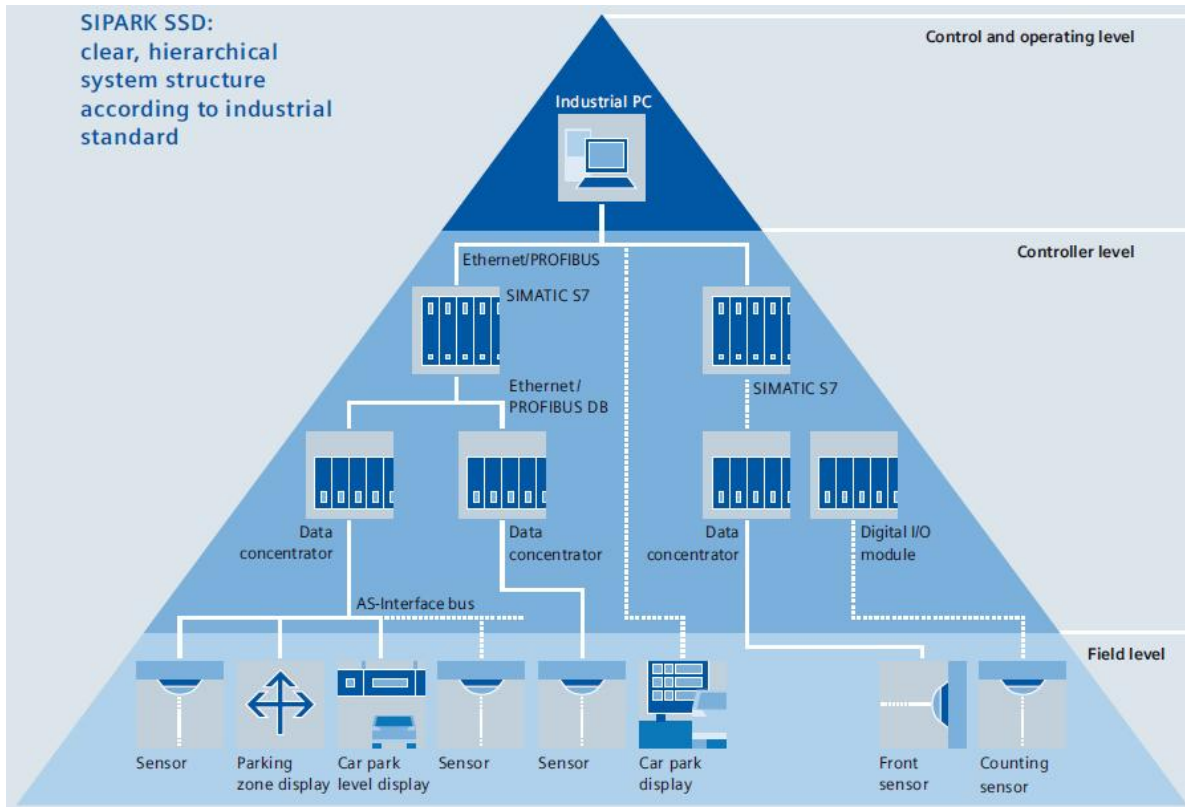 SIPARK SSD:
clear, hierarchical
system structure
according to industrial
standard
Control and operating level
Industrial PC
Controller level
Ethernet/PROFIBUS
SIMATIC S7
Ethernet/
PROFIBUS DB
SIMATIC S7
Data
concentrator
Data
concentrator
Data
concentrator
Digital I/O
module
AS-Interface bus
Field level
Sensor
Parking
zone display
Car park
level display
Sensor
Sensor
Car park
display
Front
sensor
Counting
sensor